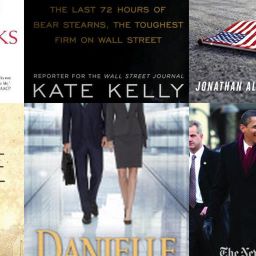 THE LAST 72 HOURS OF
BEAR STEARNS, THE TOUGHEST
FIRM ON WALL STREET
KS
REPORTER FOR THE WALL STREET JOURNAL
KATE KELLY
JONATHAN AL
DANIELLE
The New